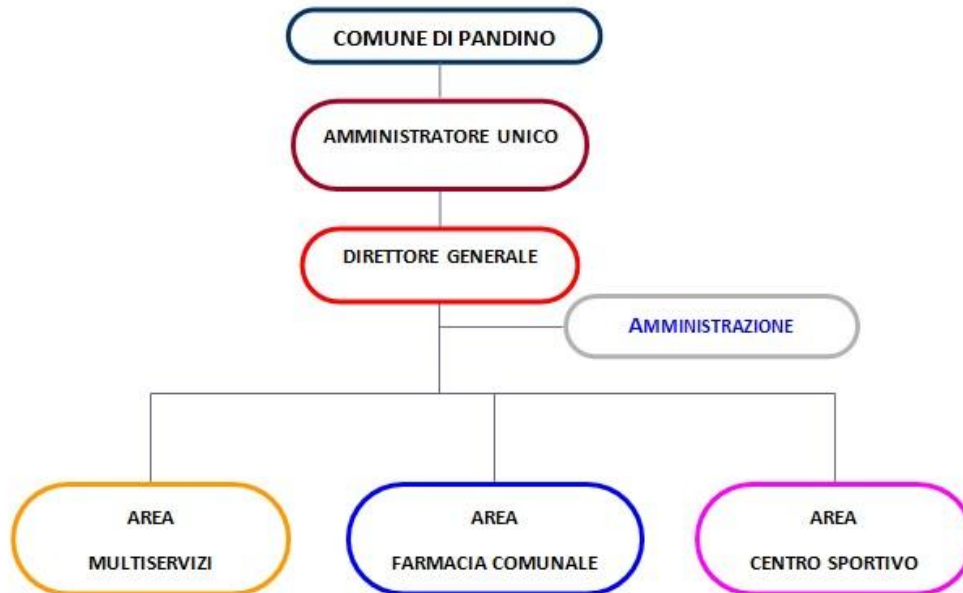 COMUNE DI PANDINO
AMMINISTRATORE UNICO
DIRETTORE GENERALE
AMMINISTRAZIONE
AREA
MULTISERVIZI
AREA
FARMACIA COMUNALE
AREA
CENTRO SPORTIVO